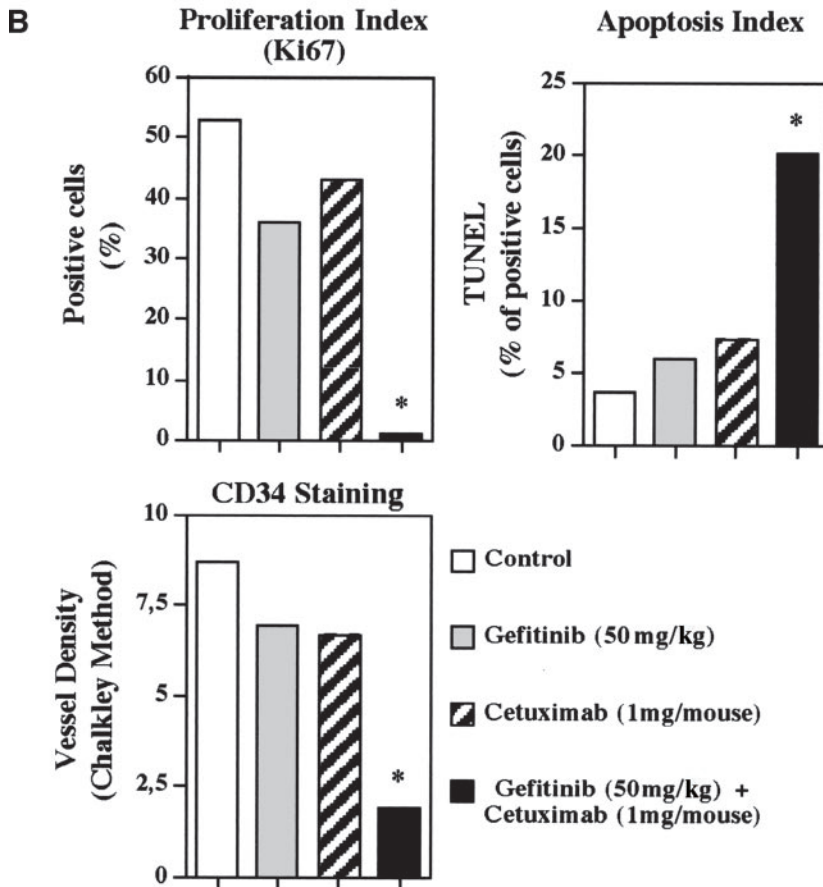 B
Proliferation Index
(Ki67)
Positive cells
(%)
60
50
40
30
20
10
0
*
Apoptosis Index
TUNEL
(% of positive cells)
25
20
15
10
5
0
*
CD34 Staining
Vessel Density
(Chalkley Method)
10
7,5
5
2,5
0
*
Control
Gefitinib (50mg/kg)
Cetuximab (1mg/mouse)
Gefitinib (50mg/kg) +
Cetuximab (1mg/mouse)